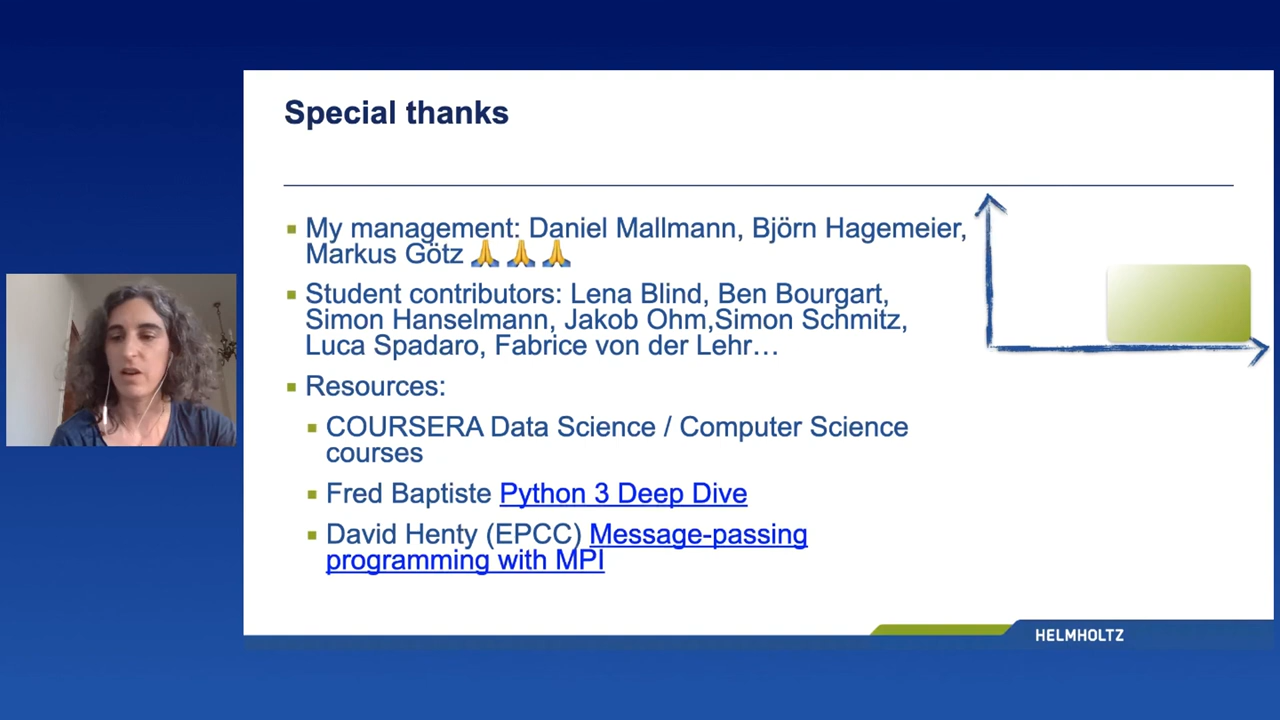 Special thanks
My management: Daniel Mallmann, Björn Hagemeier,
Markus Götz 🙏 🙏 🙏
Student contributors: Lena Blind, Ben Bourgart,
Simon Hanselmann, Jakob Ohm,Simon Schmitz,
Luca Spadaro, Fabrice von der Lehr…
Resources:
COURSERA Data Science / Computer Science
courses
Fred Baptiste Python 3 Deep Dive
David Henty (EPCC) Message-passing
programming with MPI
HELMHOLTZ